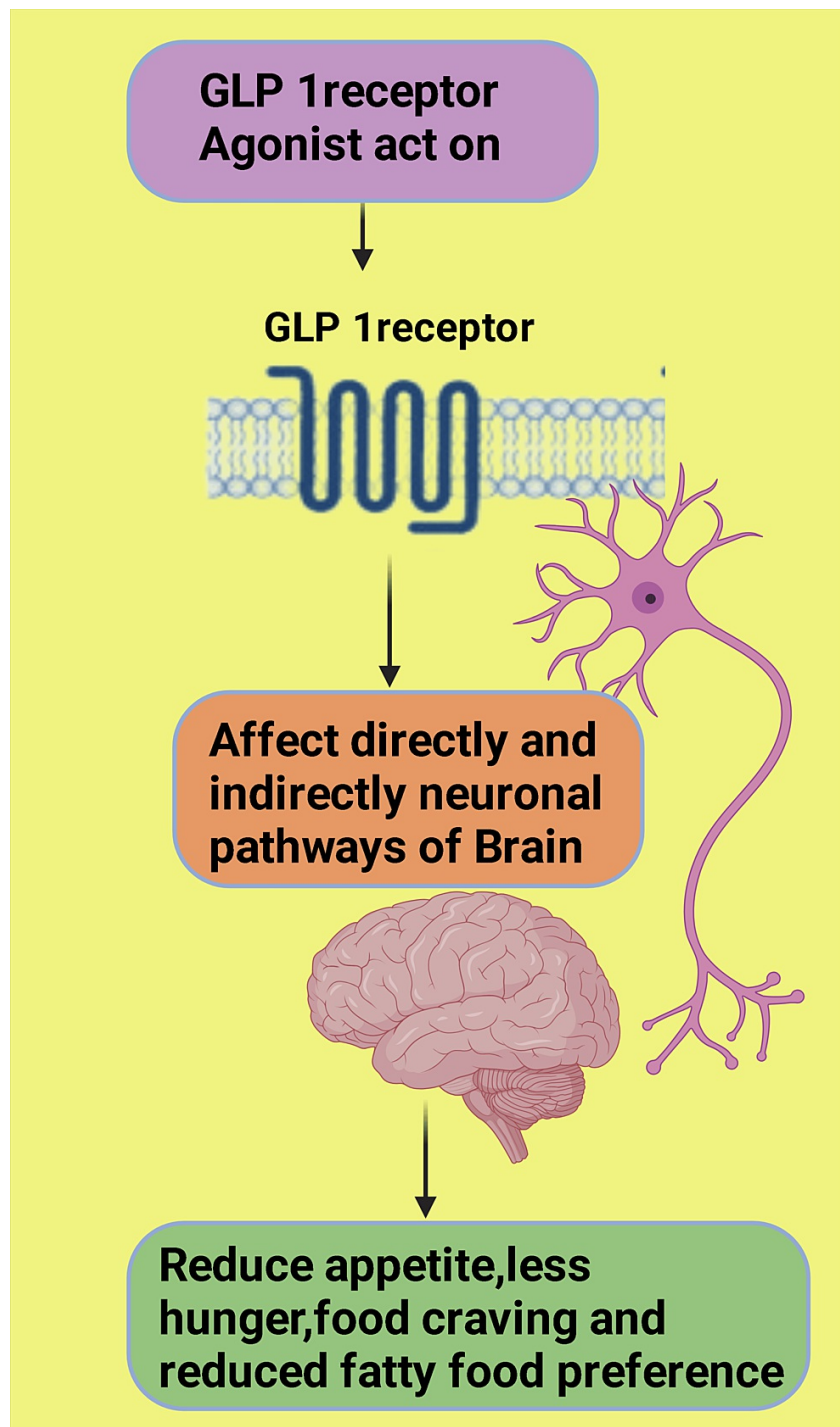 GLP 1receptor
Agonist act on
GLP 1receptor
Affect directly and
indirectly neuronal
pathways of Brain
Reduce appetite,less
hunger,food craving and
reduced fatty food preference